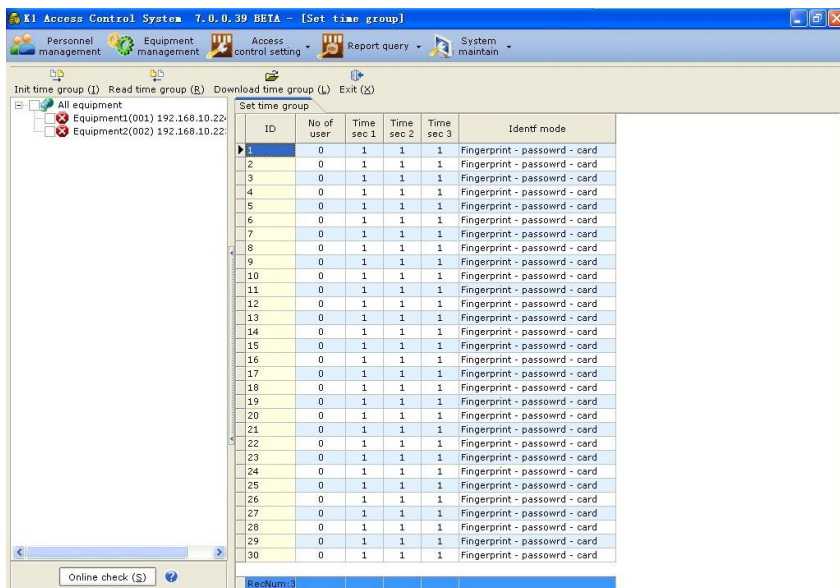 K1 Access Control System 7.0.0.39 BETA - [Set time group]
Personnel management Equipment management Access control setting Report query System maintain
Init time group (I) Read time group (R) Download time group (L) Exit (X)
All equipment
Equipment1(001) 192.168.10.224
Equipment2(002) 192.168.10.22
Set time group
ID No of user Time sec 1 Time sec 2 Time sec 3 Identf mode
1 0 1 1 1 Fingerprint - passowrd - card
2 0 1 1 1 Fingerprint - passowrd - card
3 0 1 1 1 Fingerprint - passowrd - card
4 0 1 1 1 Fingerprint - passowrd - card
5 0 1 1 1 Fingerprint - passowrd - card
6 0 1 1 1 Fingerprint - passowrd - card
7 0 1 1 1 Fingerprint - passowrd - card
8 0 1 1 1 Fingerprint - passowrd - card
9 0 1 1 1 Fingerprint - passowrd - card
10 0 1 1 1 Fingerprint - passowrd - card
11 0 1 1 1 Fingerprint - passowrd - card
12 0 1 1 1 Fingerprint - passowrd - card
13 0 1 1 1 Fingerprint - passowrd - card
14 0 1 1 1 Fingerprint - passowrd - card
15 0 1 1 1 Fingerprint - passowrd - card
16 0 1 1 1 Fingerprint - passowrd - card
17 0 1 1 1 Fingerprint - passowrd - card
18 0 1 1 1 Fingerprint - passowrd - card
19 0 1 1 1 Fingerprint - passowrd - card
20 0 1 1 1 Fingerprint - passowrd - card
21 0 1 1 1 Fingerprint - passowrd - card
22 0 1 1 1 Fingerprint - passowrd - card
23 0 1 1 1 Fingerprint - passowrd - card
24 0 1 1 1 Fingerprint - passowrd - card
25 0 1 1 1 Fingerprint - passowrd - card
26 0 1 1 1 Fingerprint - passowrd - card
27 0 1 1 1 Fingerprint - passowrd - card
28 0 1 1 1 Fingerprint - passowrd - card
29 0 1 1 1 Fingerprint - passowrd - card
30 0 1 1 1 Fingerprint - passowrd - card
Online check (S)
RecNum:3